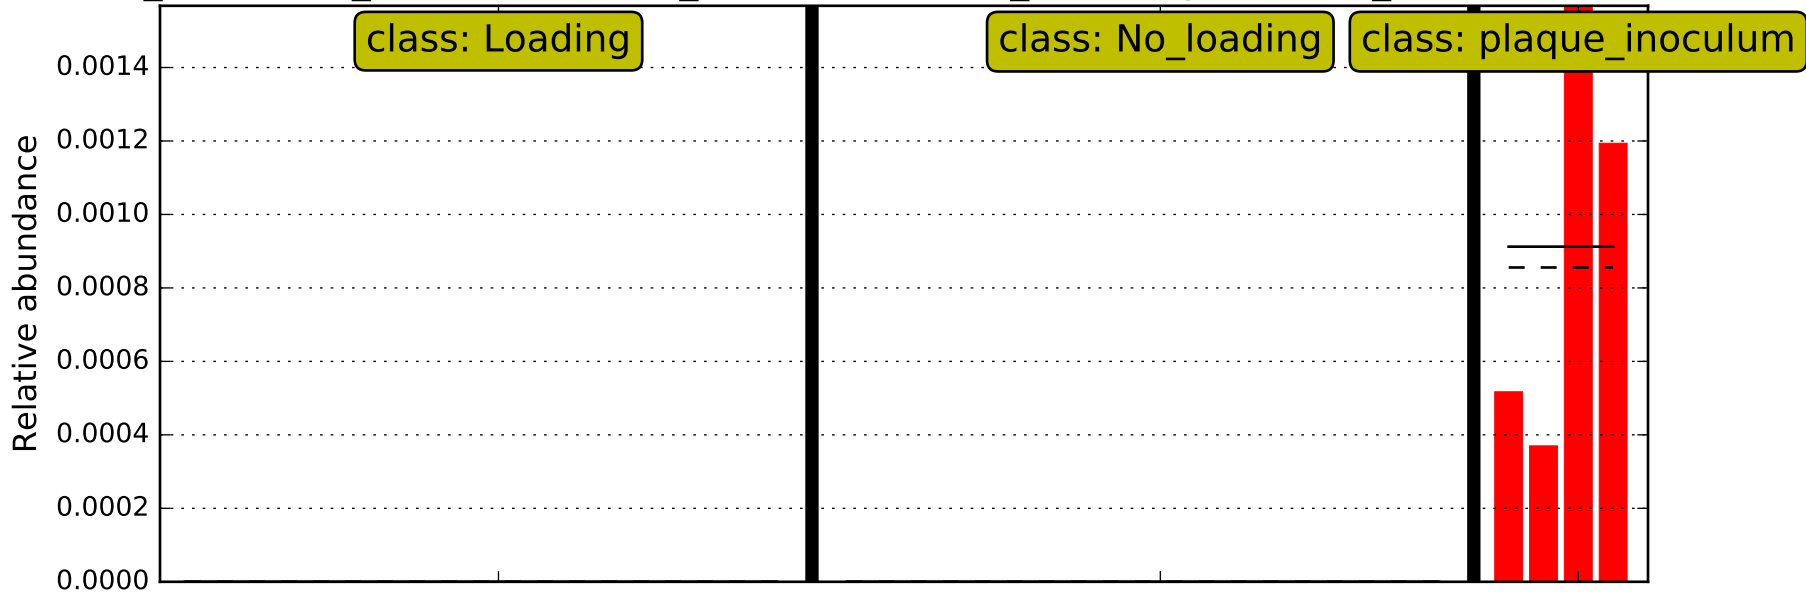 class: Loading
class: No_loading
class: plaque_inoculum
0.0014
0.0012
0.0010
0.0008
0.0006
0.0004
0.0002
0.0000
Relative abundance